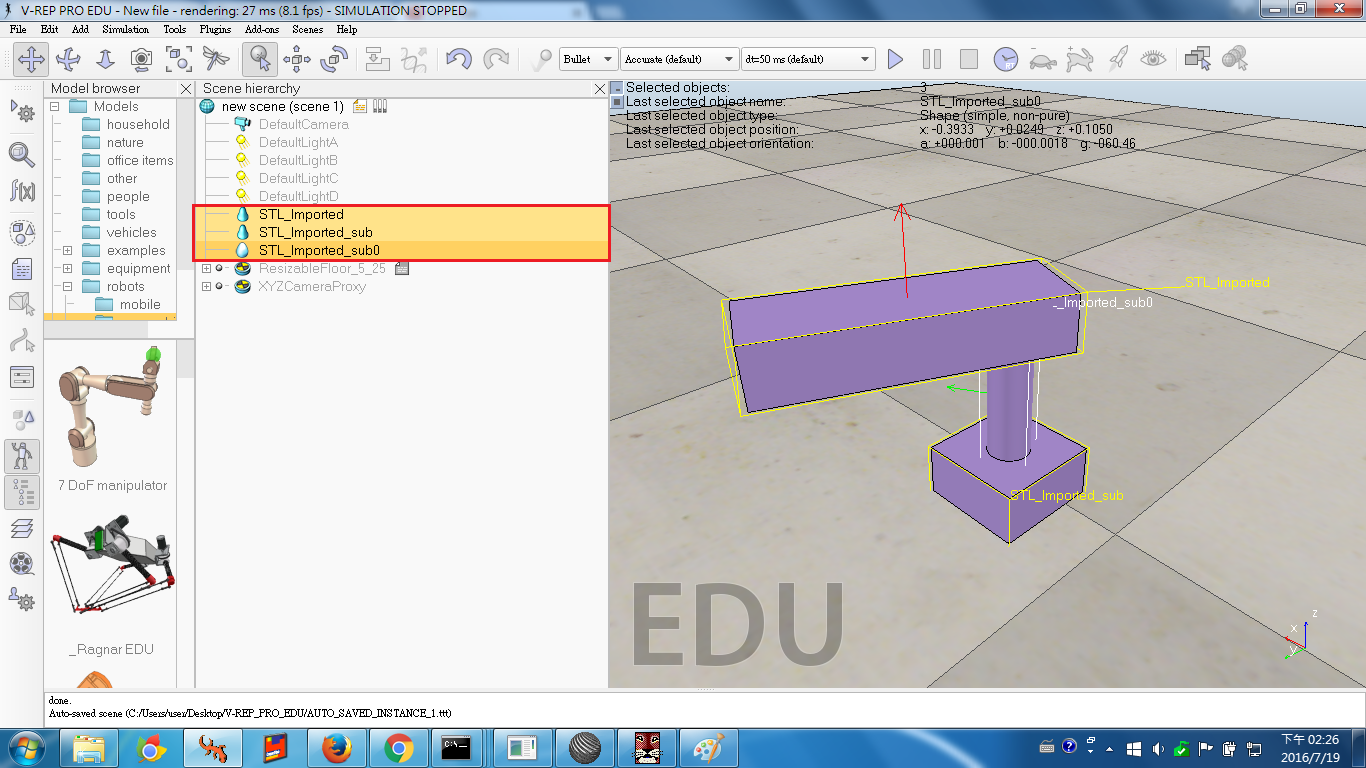 V-REP PRO EDU - New file - rendering: 27 ms (8.1 fps) - SIMULATION STOPPED
File Edit Add Simulation Tools Plugins Add-ons Scenes Help
Bullet Accurate (default) dt=50 ms (default) RT
Model browser
Models
household
nature
office items
other
people
tools
vehicles
examples
equipment
robots
mobile
7 DoF manipulator
_Ragnar EDU
f(x)
Scene hierarchy
new scene (scene 1)
DefaultCamera
DefaultLightA
DefaultLightB
DefaultLightC
DefaultLightD
STL_Imported
STL_Imported_sub
STL_Imported_sub0
ResizableFloor_5_25
XYZCameraProxy
Selected objects: 3
Last selected object name: STL_Imported_sub0
Last selected object type: Shape (simple, non-pure)
Last selected object position: x: -0.3933 y: +0.0249 z: +0.1050
Last selected object orientation: a: +000.001 b: -000.0018 g: -060.46
STL_Imported
_Imported_sub0
STL_Imported_sub
EDU
z
x
y
done.
Auto-saved scene (C:/Users/user/Desktop/V-REP_PRO_EDU/AUTO_SAVED_INSTANCE_1.ttt)
C:\
下午 02:26
2016/7/19